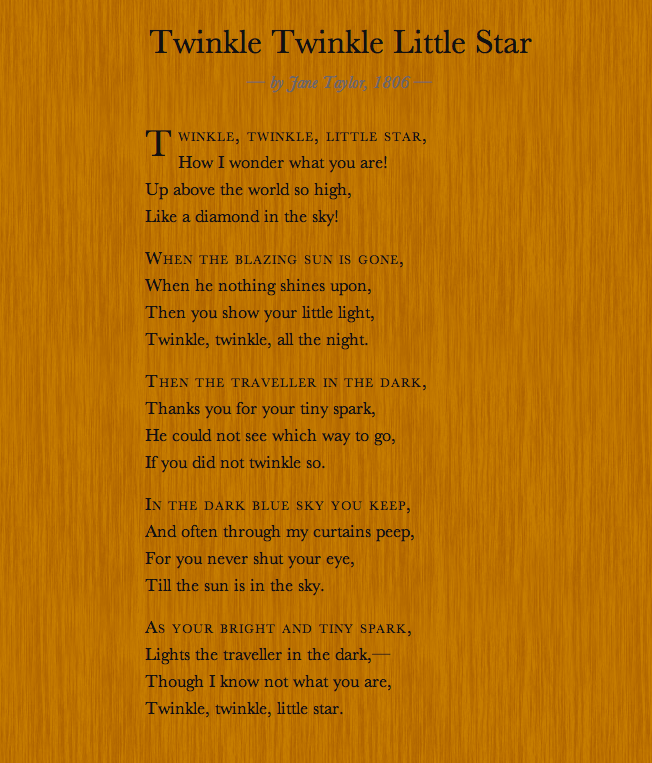 Twinkle Twinkle Little Star
— by Jane Taylor, 1806 —
Twinkle, twinkle, little star,
How I wonder what you are!
Up above the world so high,
Like a diamond in the sky!
When the blazing sun is gone,
When he nothing shines upon,
Then you show your little light,
Twinkle, twinkle, all the night.
Then the traveller in the dark,
Thanks you for your tiny spark,
He could not see which way to go,
If you did not twinkle so.
In the dark blue sky you keep,
And often through my curtains peep,
For you never shut your eye,
Till the sun is in the sky.
As your bright and tiny spark,
Lights the traveller in the dark,—
Though I know not what you are,
Twinkle, twinkle, little star.